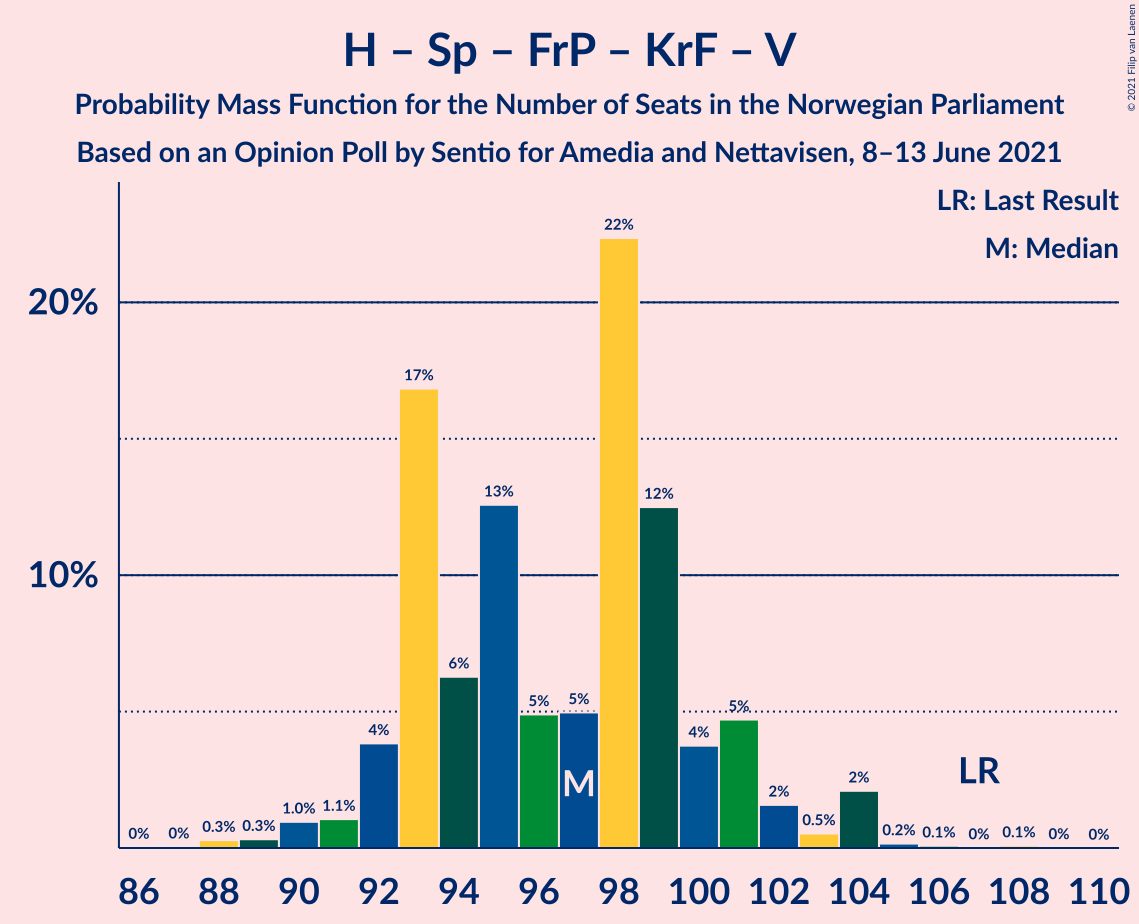 H – Sp – FrP – KrF – V
Probability Mass Function for the Number of Seats in the Norwegian Parliament
Based on an Opinion Poll by Sentio for Amedia and Nettavisen, 8–13 June 2021
© 2021 Filip van Laenen
LR: Last Result
M: Median
20%
10%
0% 0% 0.3% 0.3% 1.0% 1.1% 4% 17% 6% 13% 5% 5% 22% 12% 4% 5% 2% 0.5% 2% 0.2% 0.1% 0% 0.1% 0% 0%
M
LR
86 88 90 92 94 96 98 100 102 104 106 108 110